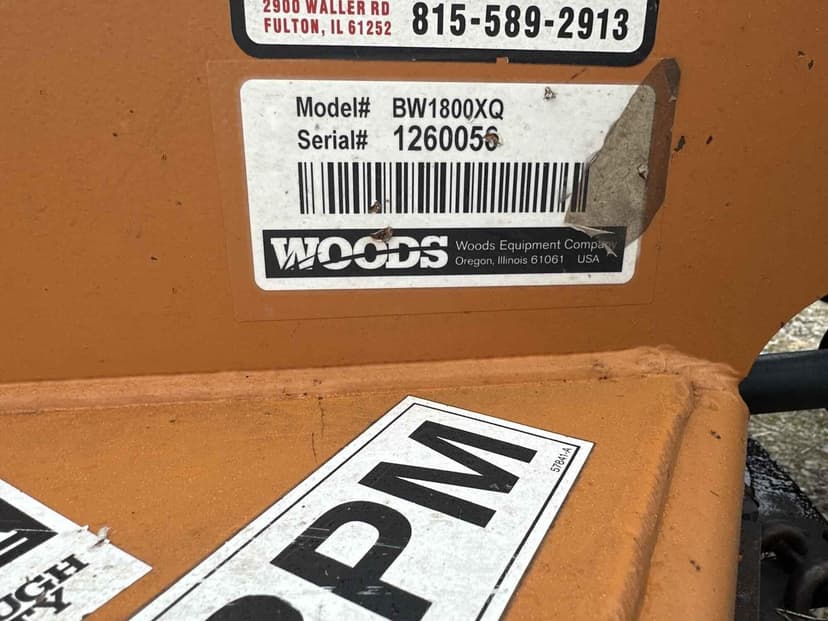 2900 WALLER RD
FULTON, IL 61252
815-589-2913
Model# BW1800XQ
Serial# 1260056
WOODS
Woods Equipment Company
Oregon, Illinois 61061 USA
57841-A
PM